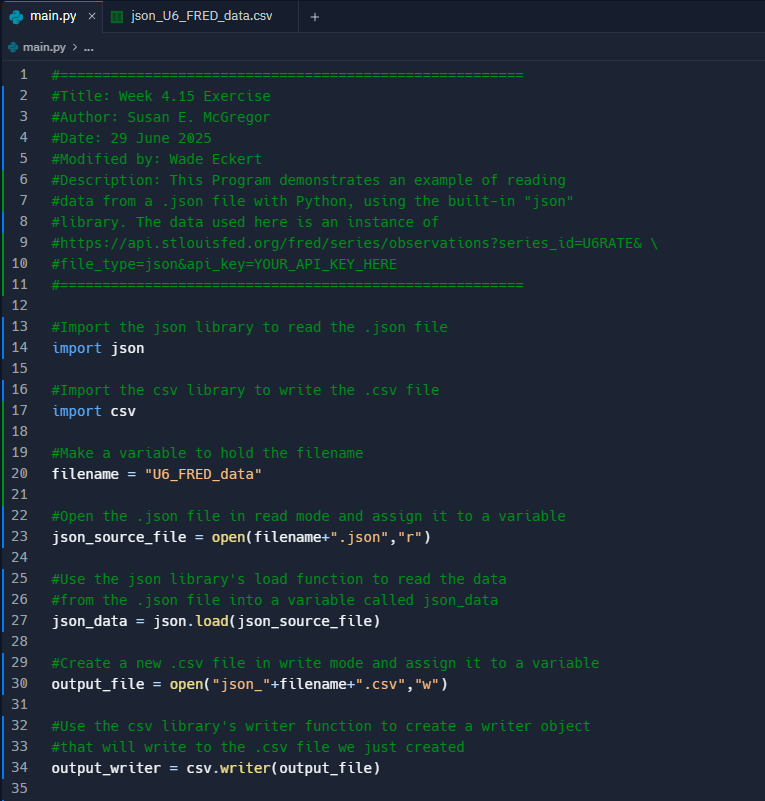 main.py × json_U6_FRED_data.csv +
main.py > ...
1 #=======================================================
2 #Title: Week 4.15 Exercise
3 #Author: Susan E. McGregor
4 #Date: 29 June 2025
5 #Modified by: Wade Eckert
6 #Description: This Program demonstrates an example of reading
7 #data from a .json file with Python, using the built-in "json"
8 #library. The data used here is an instance of
9 #https://api.stlouisfed.org/fred/series/observations?series_id=U6RATE& \
10 #file_type=json&api_key=YOUR_API_KEY_HERE
11 #=======================================================
12
13 #Import the json library to read the .json file
14 import json
15
16 #Import the csv library to write the .csv file
17 import csv
18
19 #Make a variable to hold the filename
20 filename = "U6_FRED_data"
21
22 #Open the .json file in read mode and assign it to a variable
23 json_source_file = open(filename+".json","r")
24
25 #Use the json library's load function to read the data
26 #from the .json file into a variable called json_data
27 json_data = json.load(json_source_file)
28
29 #Create a new .csv file in write mode and assign it to a variable
30 output_file = open("json_"+filename+".csv","w")
31
32 #Use the csv library's writer function to create a writer object
33 #that will write to the .csv file we just created
34 output_writer = csv.writer(output_file)
35